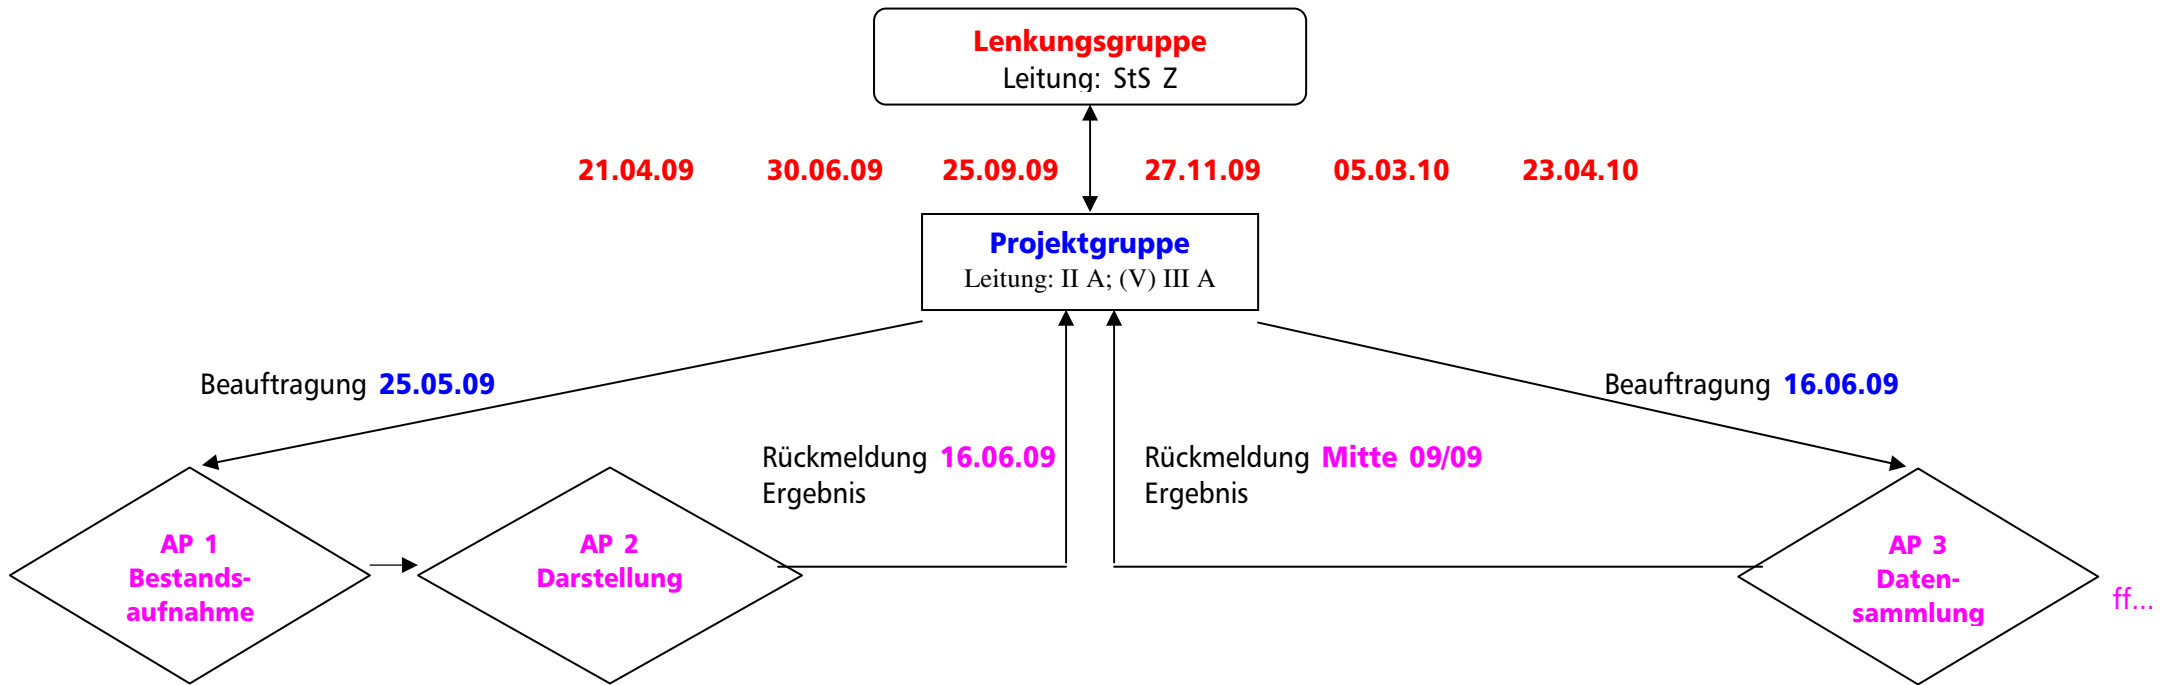 Lenkungsgruppe
Leitung: StS Z
21.04.09 30.06.09 25.09.09 27.11.09 05.03.10 23.04.10
Projektgruppe
Leitung: II A; (V) III A
Beauftragung 25.05.09
Beauftragung 16.06.09
Rückmeldung 16.06.09
Ergebnis
Rückmeldung Mitte 09/09
Ergebnis
AP 1
Bestands-
aufnahme
AP 2
Darstellung
AP 3
Daten-
sammlung
ff...